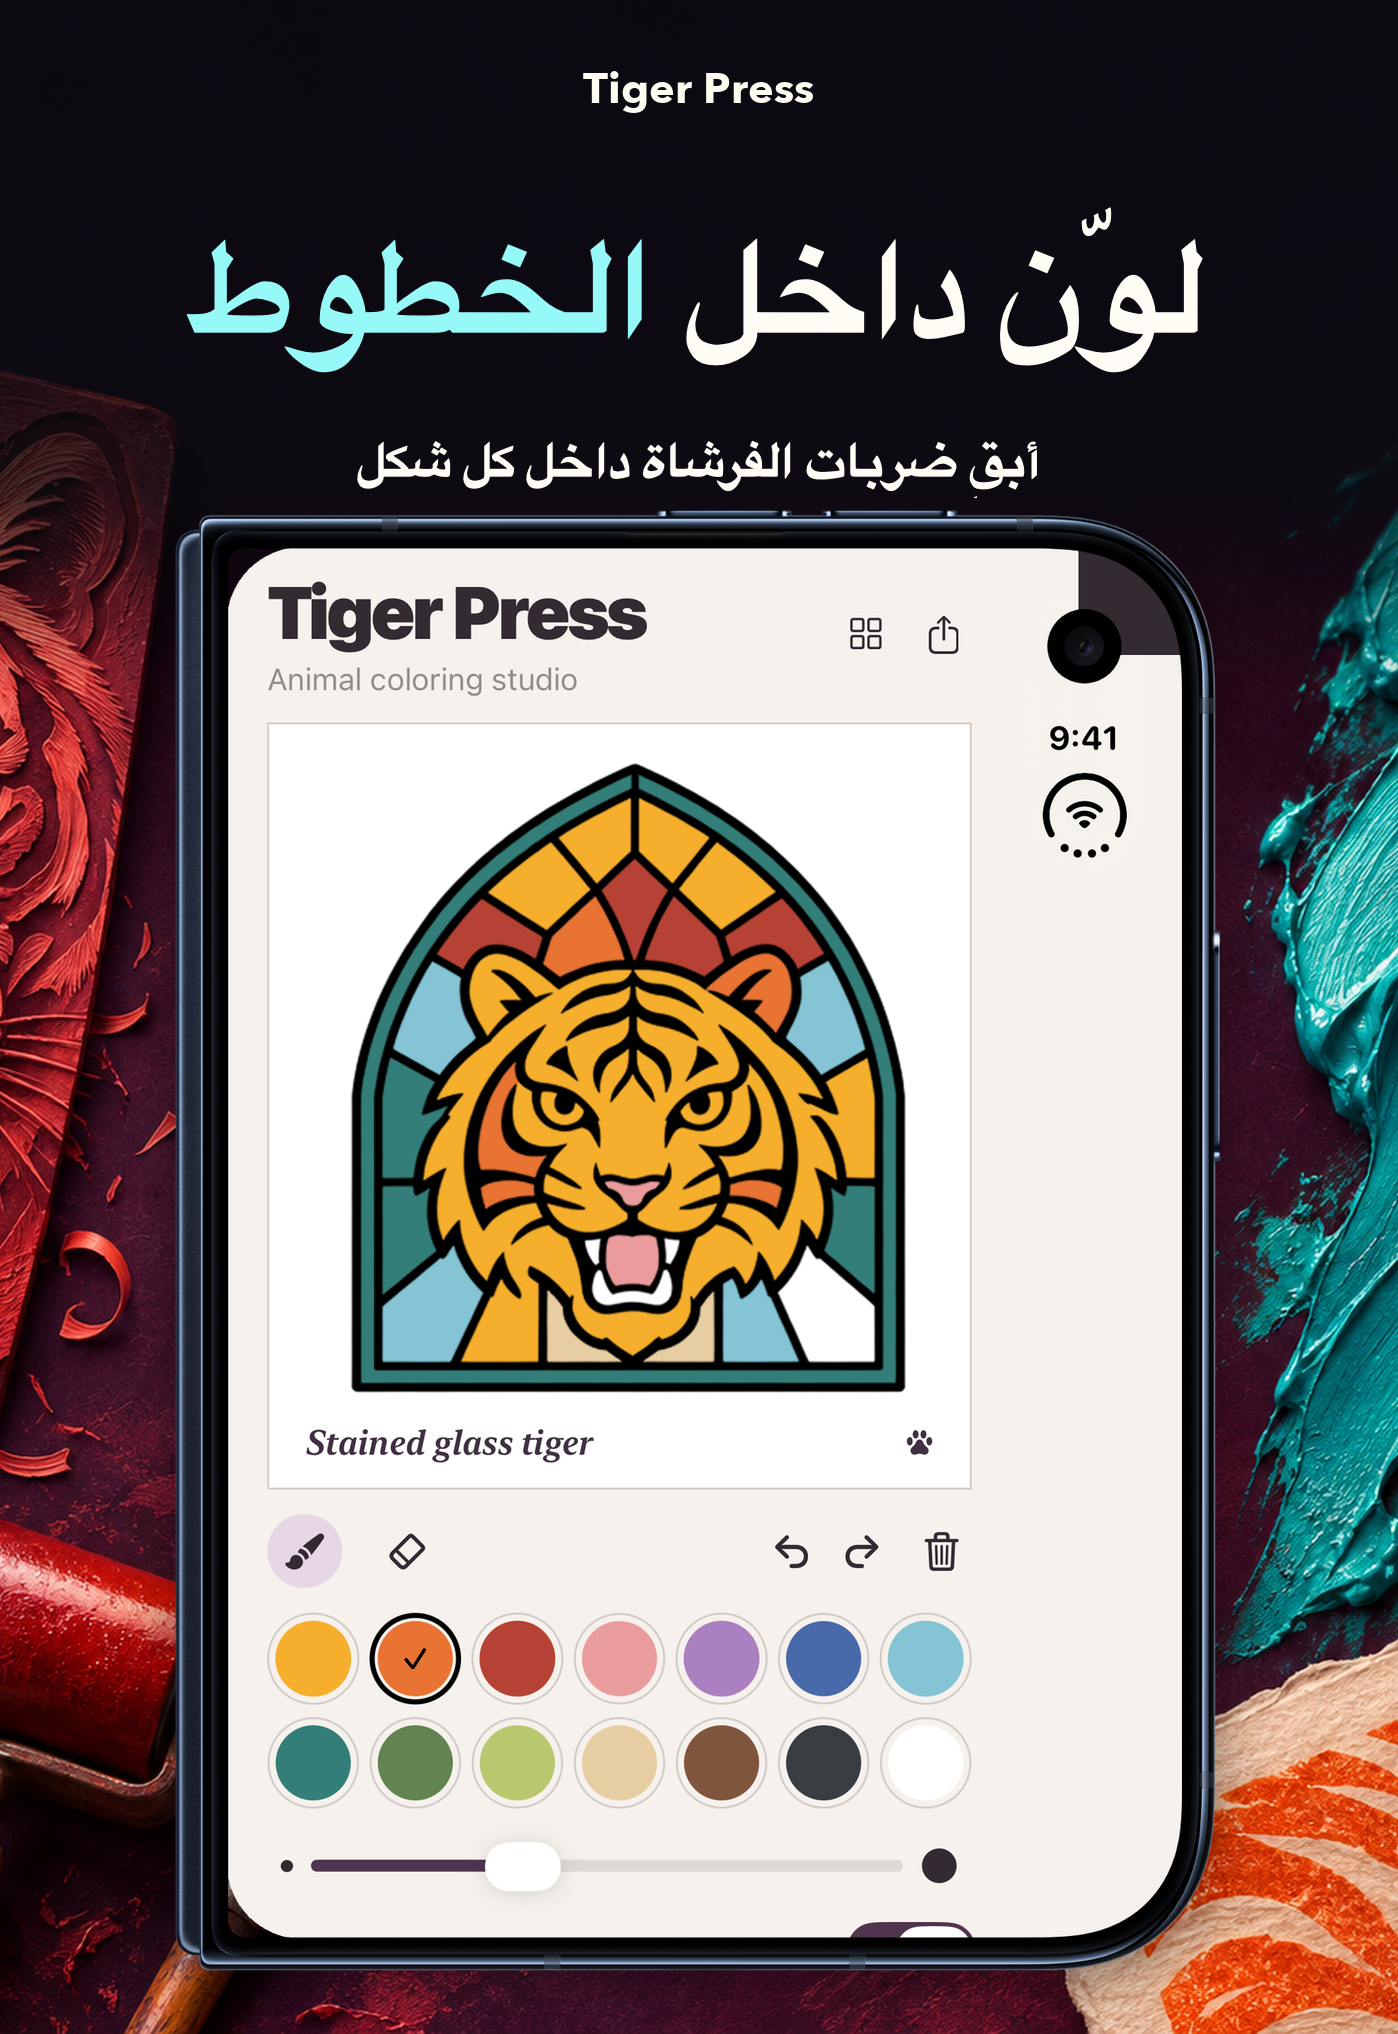 Tiger Press
لوّن داخل الخطوط
أبقِ ضربات الفرشاة داخل كل شكل
Tiger Press
Animal coloring studio
9:41
Stained glass tiger